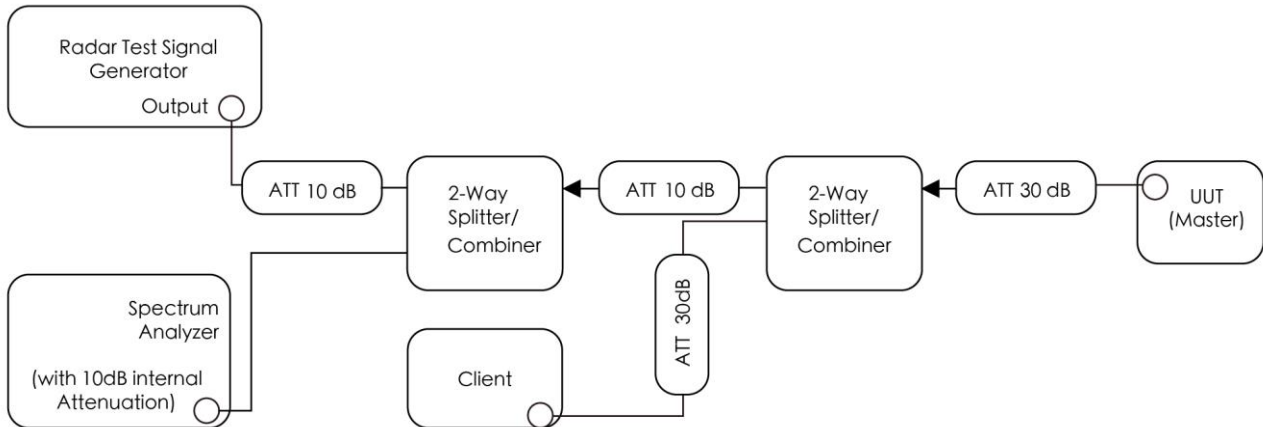 Radar Test Signal
Generator
Output
ATT 10 dB
2-Way
Splitter/
Combiner
ATT 10 dB
2-Way
Splitter/
Combiner
ATT 30 dB
UUT
(Master)
Spectrum
Analyzer
(with 10dB internal
Attenuation)
Client
ATT 30dB